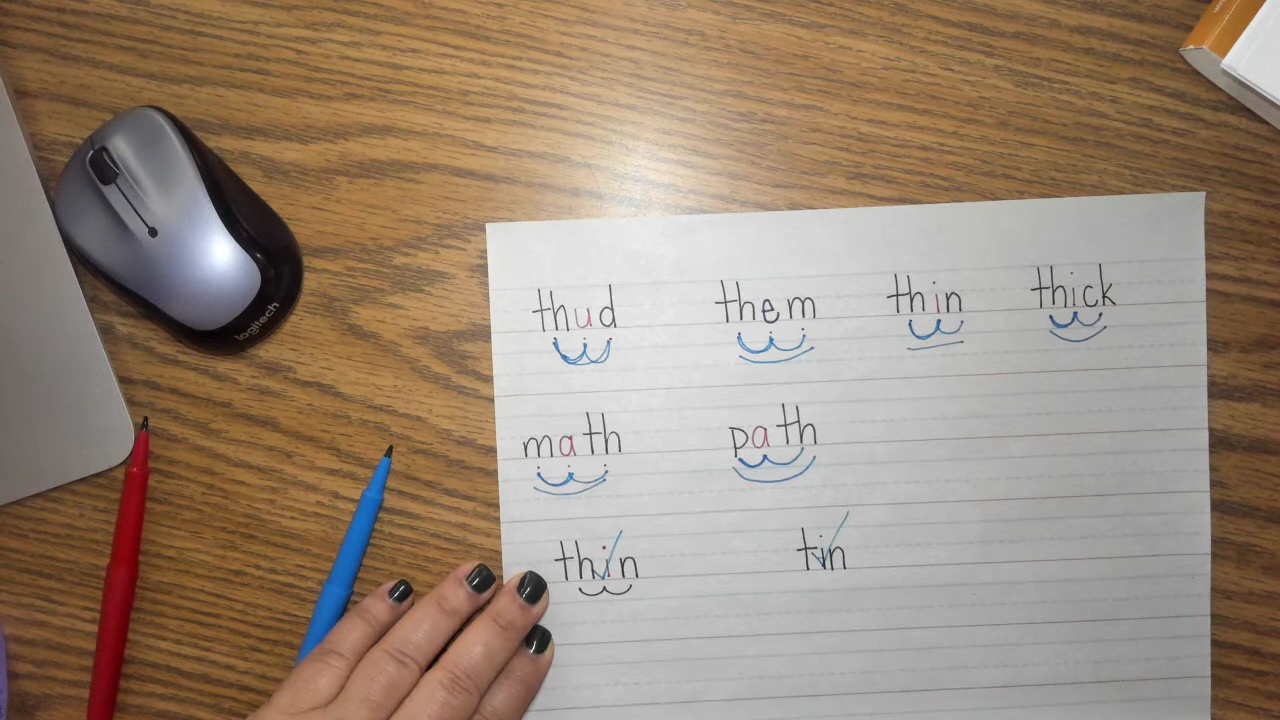 logitech
thud them thin thick
math path
thin tin